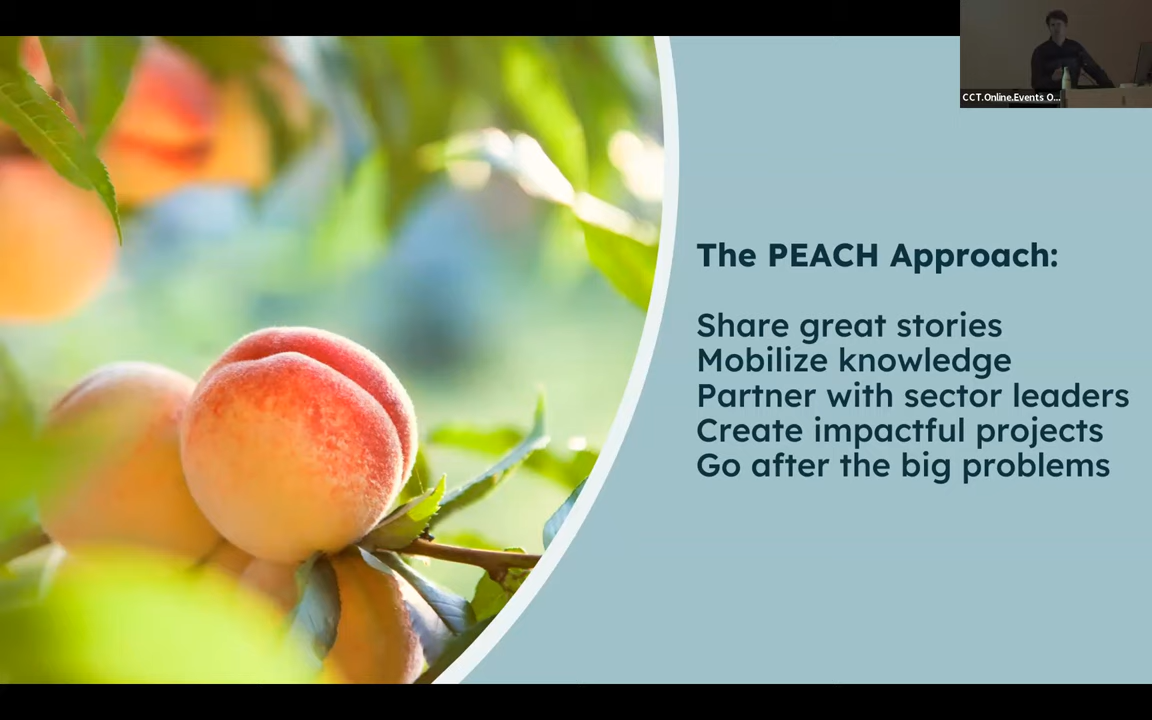 CCT.Online.Events O...
The PEACH Approach:
Share great stories
Mobilize knowledge
Partner with sector leaders
Create impactful projects
Go after the big problems